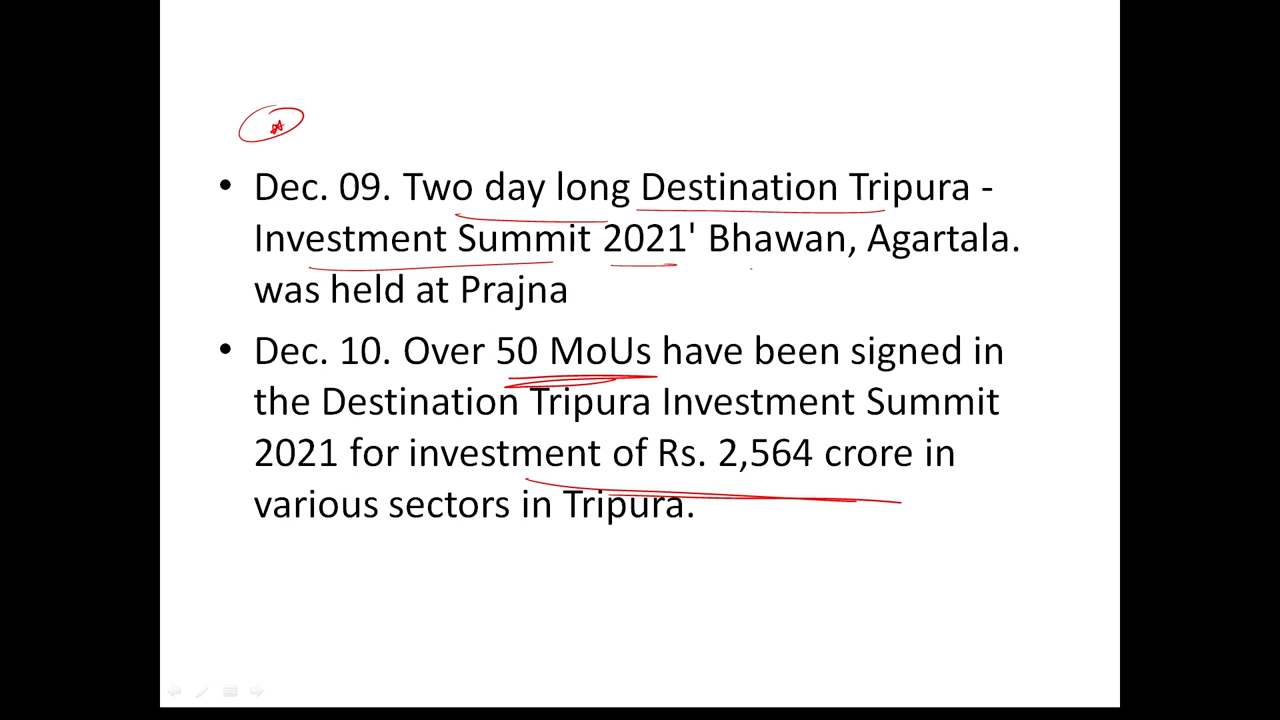 • Dec. 09. Two day long Destination Tripura -
Investment Summit 2021' Bhawan, Agartala.
was held at Prajna
• Dec. 10. Over 50 MoUs have been signed in
the Destination Tripura Investment Summit
2021 for investment of Rs. 2,564 crore in
various sectors in Tripura.